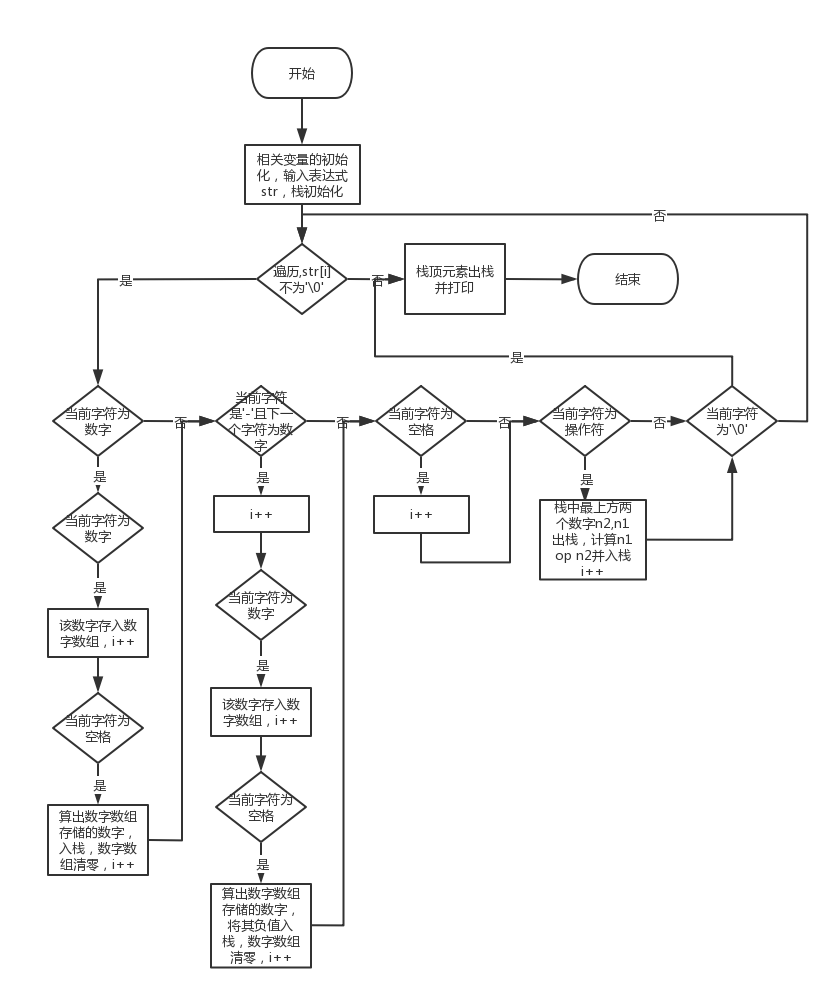 开始
相关变量的初始
化，输入表达式
str，栈初始化
否
遍历,str[i]
不为'\0'
是
否
栈顶元素出栈
并打印
结束
是
当前字符为
数字
否
当前字符
是'-'且下一
个字符为数
字
否
当前字符为
空格
否
当前字符为
操作符
否
当前字符
为'\0'
是
当前字符为
数字
是
该数字存入数
字数组，i++
当前字符为
空格
是
算出数字数组
存储的数字，
入栈，数字数
组清零，i++
是
i++
当前字符为
数字
是
该数字存入数
字数组，i++
当前字符为
空格
是
算出数字数组
存储的数字，
将其负值入
栈，数字数组
清零，i++
是
i++
是
栈中最上方两
个数字n2,n1
出栈，计算n1
op n2并入栈
i++